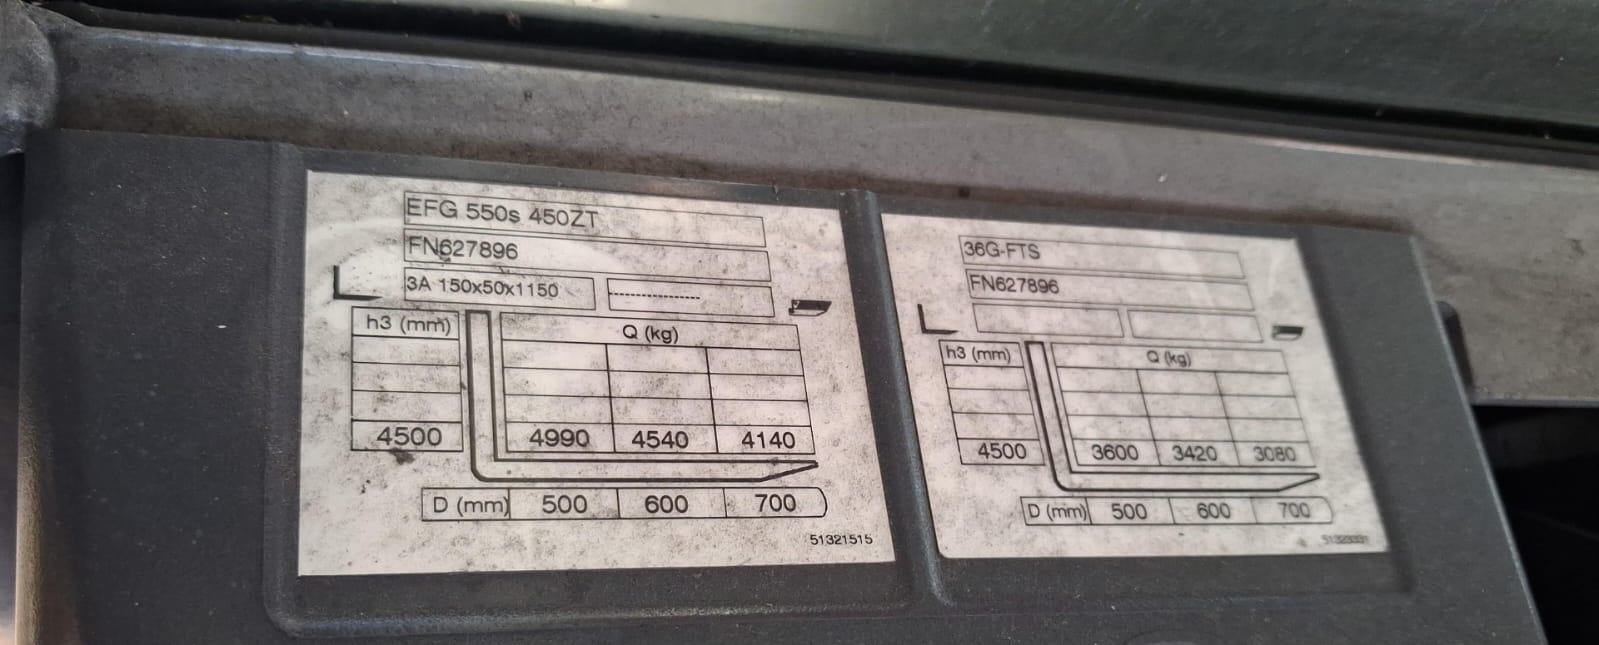 EFG 550s 450ZT
FN627896
3A 150x50x1150 --------------
h3 (mm) Q (kg)
4500 4990 4540 4140
D (mm) 500 600 700
51321515
36G-FTS
FN627896
h3 (mm) Q (kg)
4500 3600 3420 3080
D (mm) 500 600 700